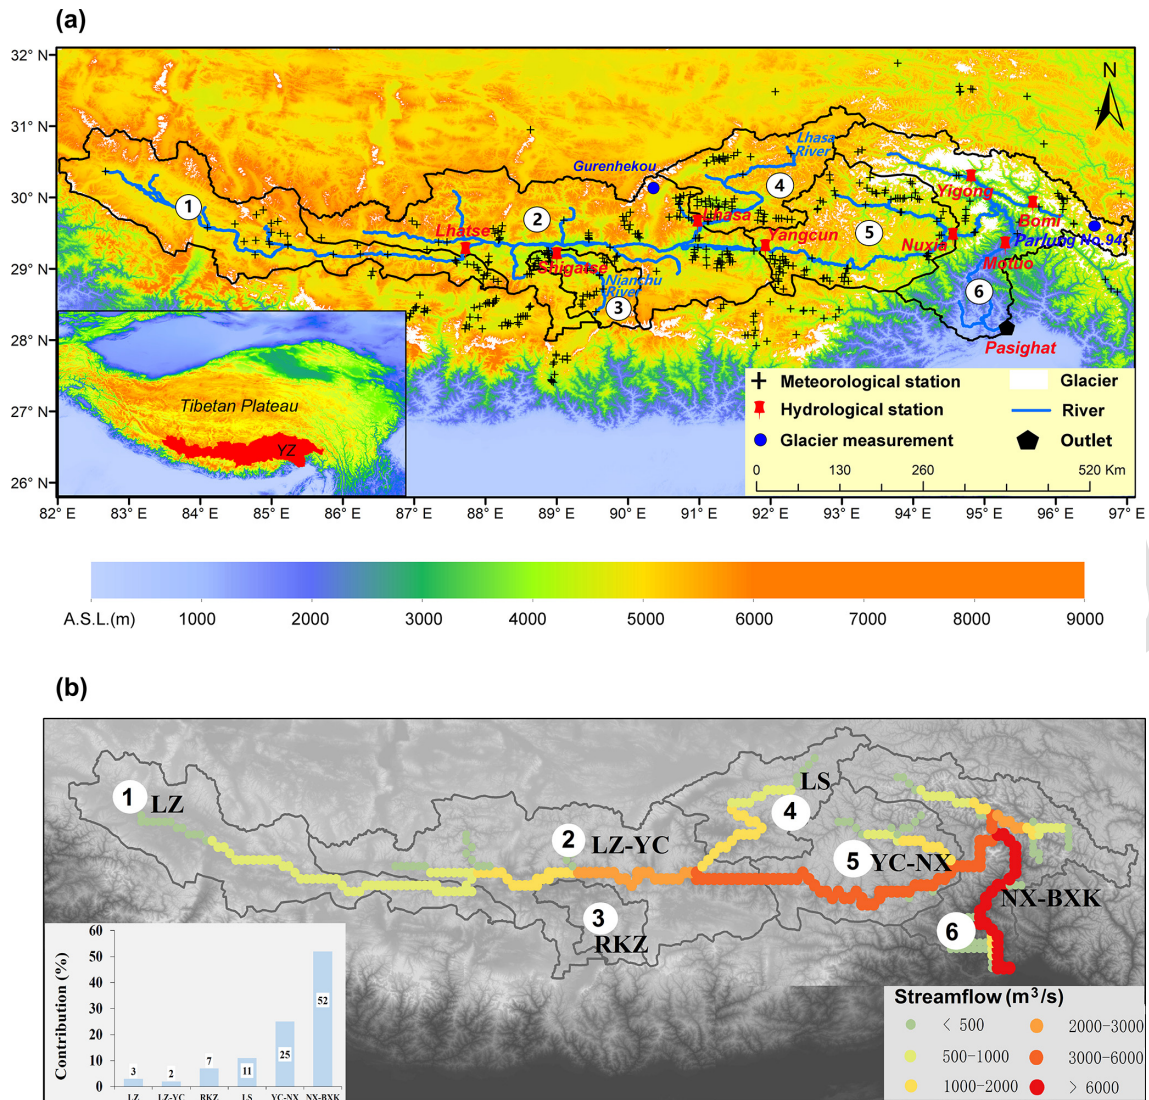 (a)
32° N
31° N
30° N
29° N
28° N
27° N
26° N
N
Lhasa
River
Gurenhekou
4
Yigong
1
2
Lhasa
Bomi
Lhatse
Yangcun
5
Nuxia
Parlung No.94
Shigatse
Motuo
Nianchu
River
6
3
Pasighat
Tibetan Plateau
YZ
Meteorological station
Glacier
Hydrological station
River
Glacier measurement
Outlet
0 130 260 520 Km
82° E 83° E 84° E 85° E 86° E 87° E 88° E 89° E 90° E 91° E 92° E 93° E 94° E 95° E 96° E 97° E
A.S.L.(m) 1000 2000 3000 4000 5000 6000 7000 8000 9000
(b)
1 LZ
LS
4
2 LZ-YC
5 YC-NX
NX-BXK
3
RKZ
6
Contribution (%)
60
50
40
30
20
10
0
3
2
7
11
25
52
LZ LZ-YC RKZ LS YC-NX NX-BXK
Streamflow (m³/s)
< 500
2000-3000
500-1000
3000-6000
1000-2000
> 6000